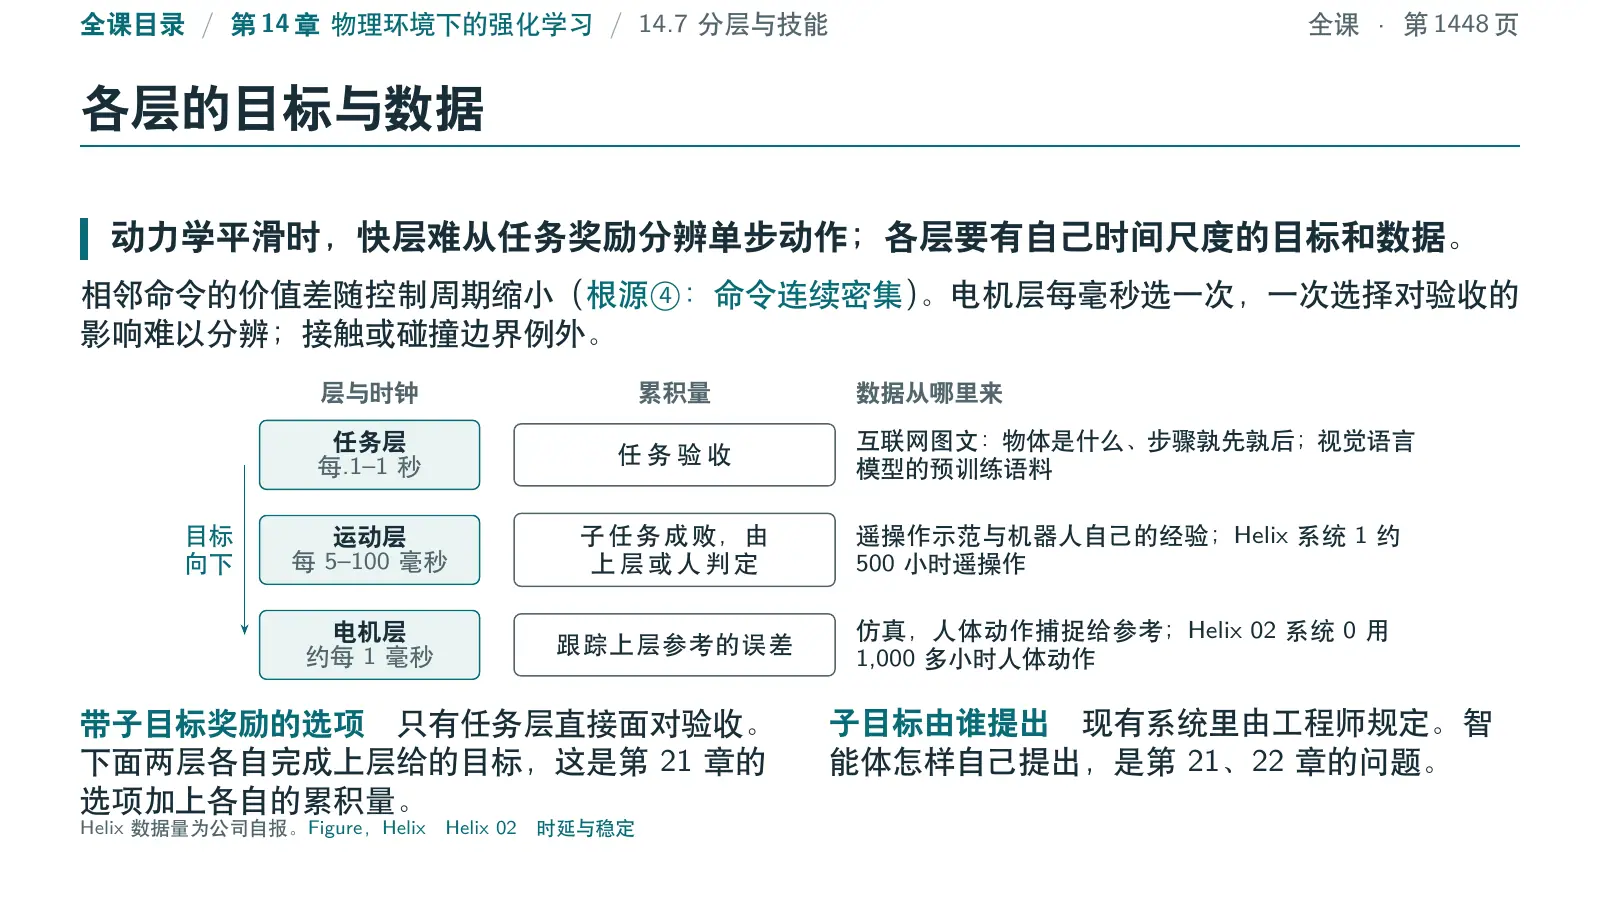 全课目录 / 第 14 章 物理环境下的强化学习 / 14.7 分层与技能
全课 · 第 1448 页
各层的目标与数据
动力学平滑时，快层难从任务奖励分辨单步动作；各层要有自己时间尺度的目标和数据。
相邻命令的价值差随控制周期缩小（根源④：命令连续密集）。电机层每毫秒选一次，一次选择对验收的
影响难以分辨；接触或碰撞边界例外。
层与时钟 累积量 数据从哪里来
任务层
每.1–1 秒
任务验收
互联网图文：物体是什么、步骤孰先孰后；视觉语言
模型的预训练语料
目标
向下
运动层
每 5–100 毫秒
子任务成败，由
上层或人判定
遥操作示范与机器人自己的经验；Helix 系统 1 约
500 小时遥操作
电机层
约每 1 毫秒
跟踪上层参考的误差
仿真，人体动作捕捉给参考；Helix 02 系统 0 用
1,000 多小时人体动作
带子目标奖励的选项 只有任务层直接面对验收。
下面两层各自完成上层给的目标，这是第 21 章的
选项加上各自的累积量。
子目标由谁提出 现有系统里由工程师规定。智
能体怎样自己提出，是第 21、22 章的问题。
Helix 数据量为公司自报。Figure，Helix Helix 02 时延与稳定